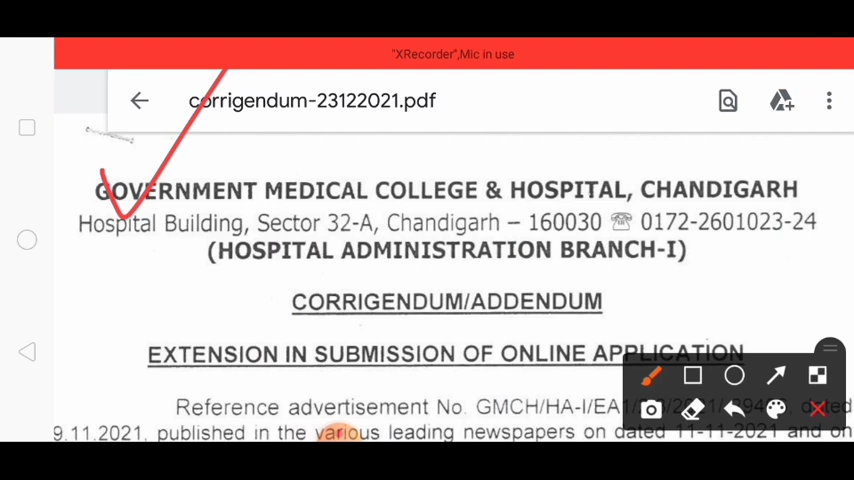 "XRecorder",Mic in use
corrigendum-23122021.pdf
GOVERNMENT MEDICAL COLLEGE & HOSPITAL, CHANDIGARH
Hospital Building, Sector 32-A, Chandigarh – 160030 ☏ 0172-2601023-24
(HOSPITAL ADMINISTRATION BRANCH-I)
CORRIGENDUM/ADDENDUM
EXTENSION IN SUBMISSION OF ONLINE APPLICATION
Reference advertisement No. GMCH/HA-I/EA1/ dated
9.11.2021, published in the various leading newspapers on dated 11-11-2021 and on